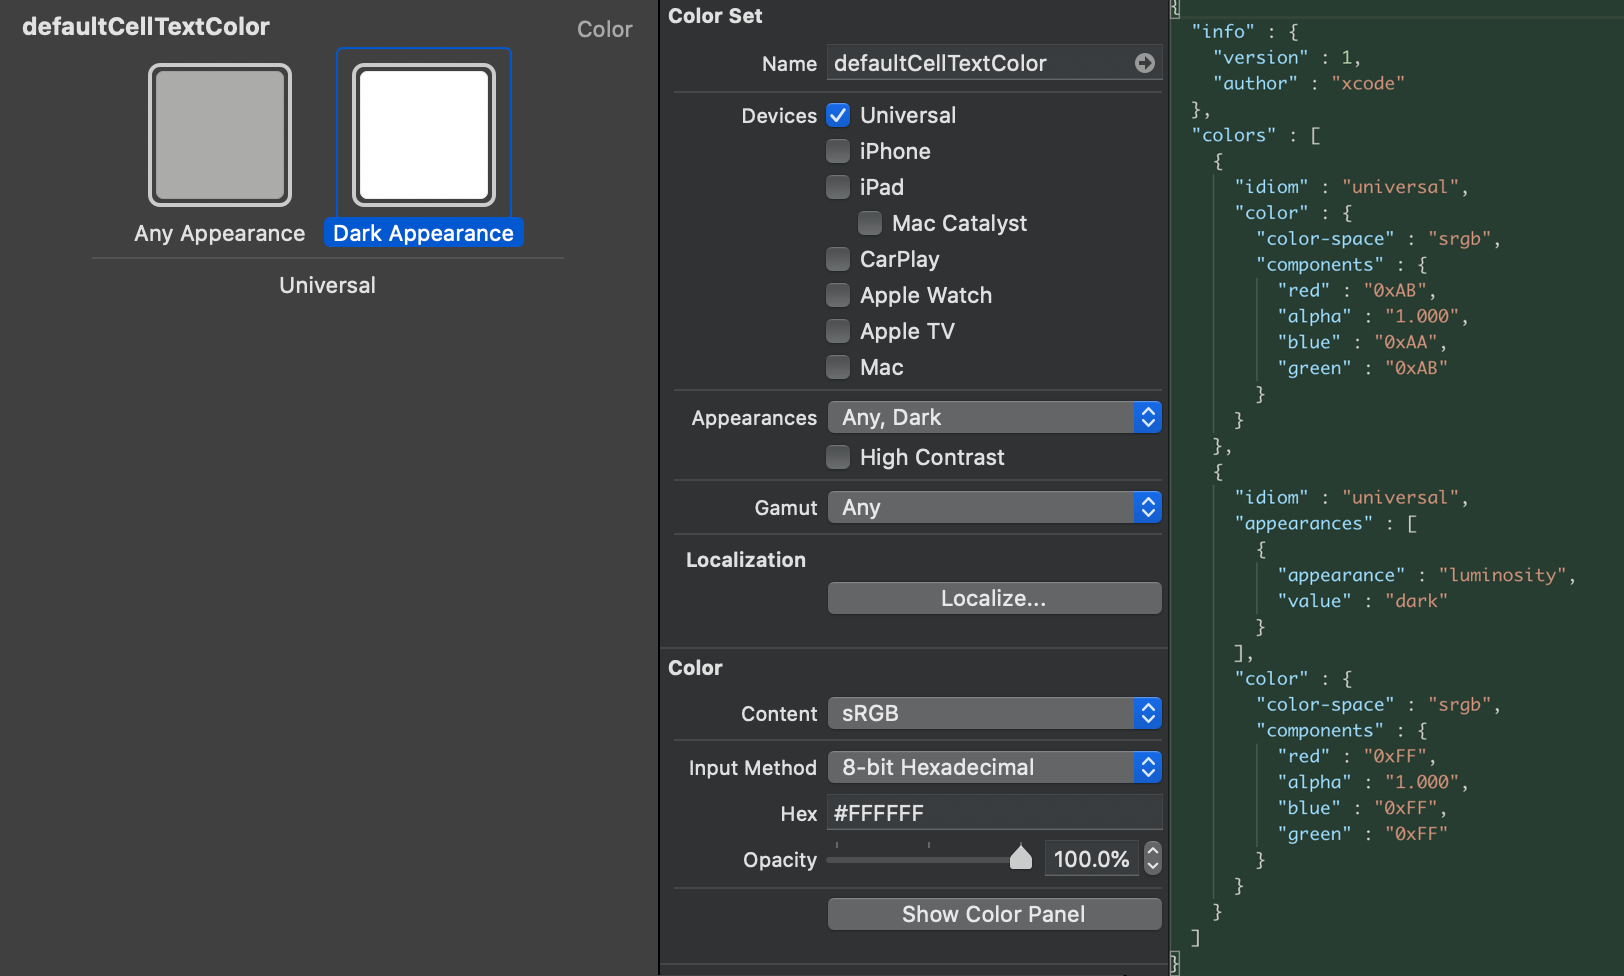 defaultCellTextColor
Color
Any Appearance
Dark Appearance
Universal
Color Set
Name defaultCellTextColor
Devices Universal
iPhone
iPad
Mac Catalyst
CarPlay
Apple Watch
Apple TV
Mac
Appearances Any, Dark
High Contrast
Gamut Any
Localization
Localize...
Color
Content sRGB
Input Method 8-bit Hexadecimal
Hex #FFFFFF
Opacity 100.0%
Show Color Panel
{
"info" : {
"version" : 1,
"author" : "xcode"
},
"colors" : [
{
"idiom" : "universal",
"color" : {
"color-space" : "srgb",
"components" : {
"red" : "0xAB",
"alpha" : "1.000",
"blue" : "0xAA",
"green" : "0xAB"
}
}
},
{
"idiom" : "universal",
"appearances" : [
{
"appearance" : "luminosity",
"value" : "dark"
}
],
"color" : {
"color-space" : "srgb",
"components" : {
"red" : "0xFF",
"alpha" : "1.000",
"blue" : "0xFF",
"green" : "0xFF"
}
}
}
]
}